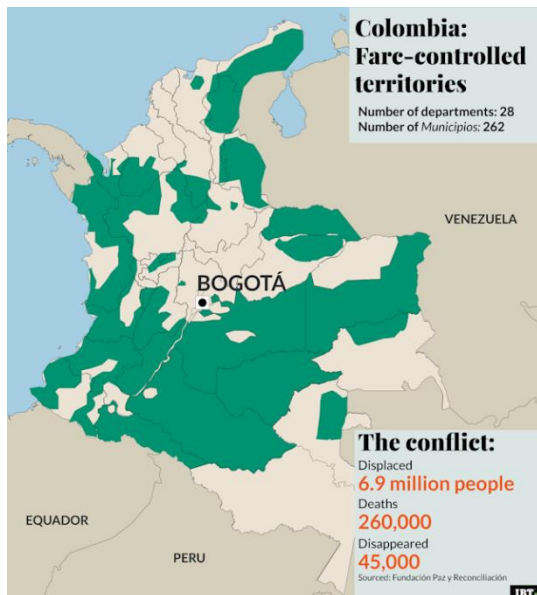 Colombia:
Farc-controlled
territories
Number of departments: 28
Number of Municipios: 262
VENEZUELA
BOGOTÁ
EQUADOR
PERU
The conflict:
Displaced
6.9 million people
Deaths
260,000
Disappeared
45,000
Sourced: Fundación Paz y Reconciliación
IBT